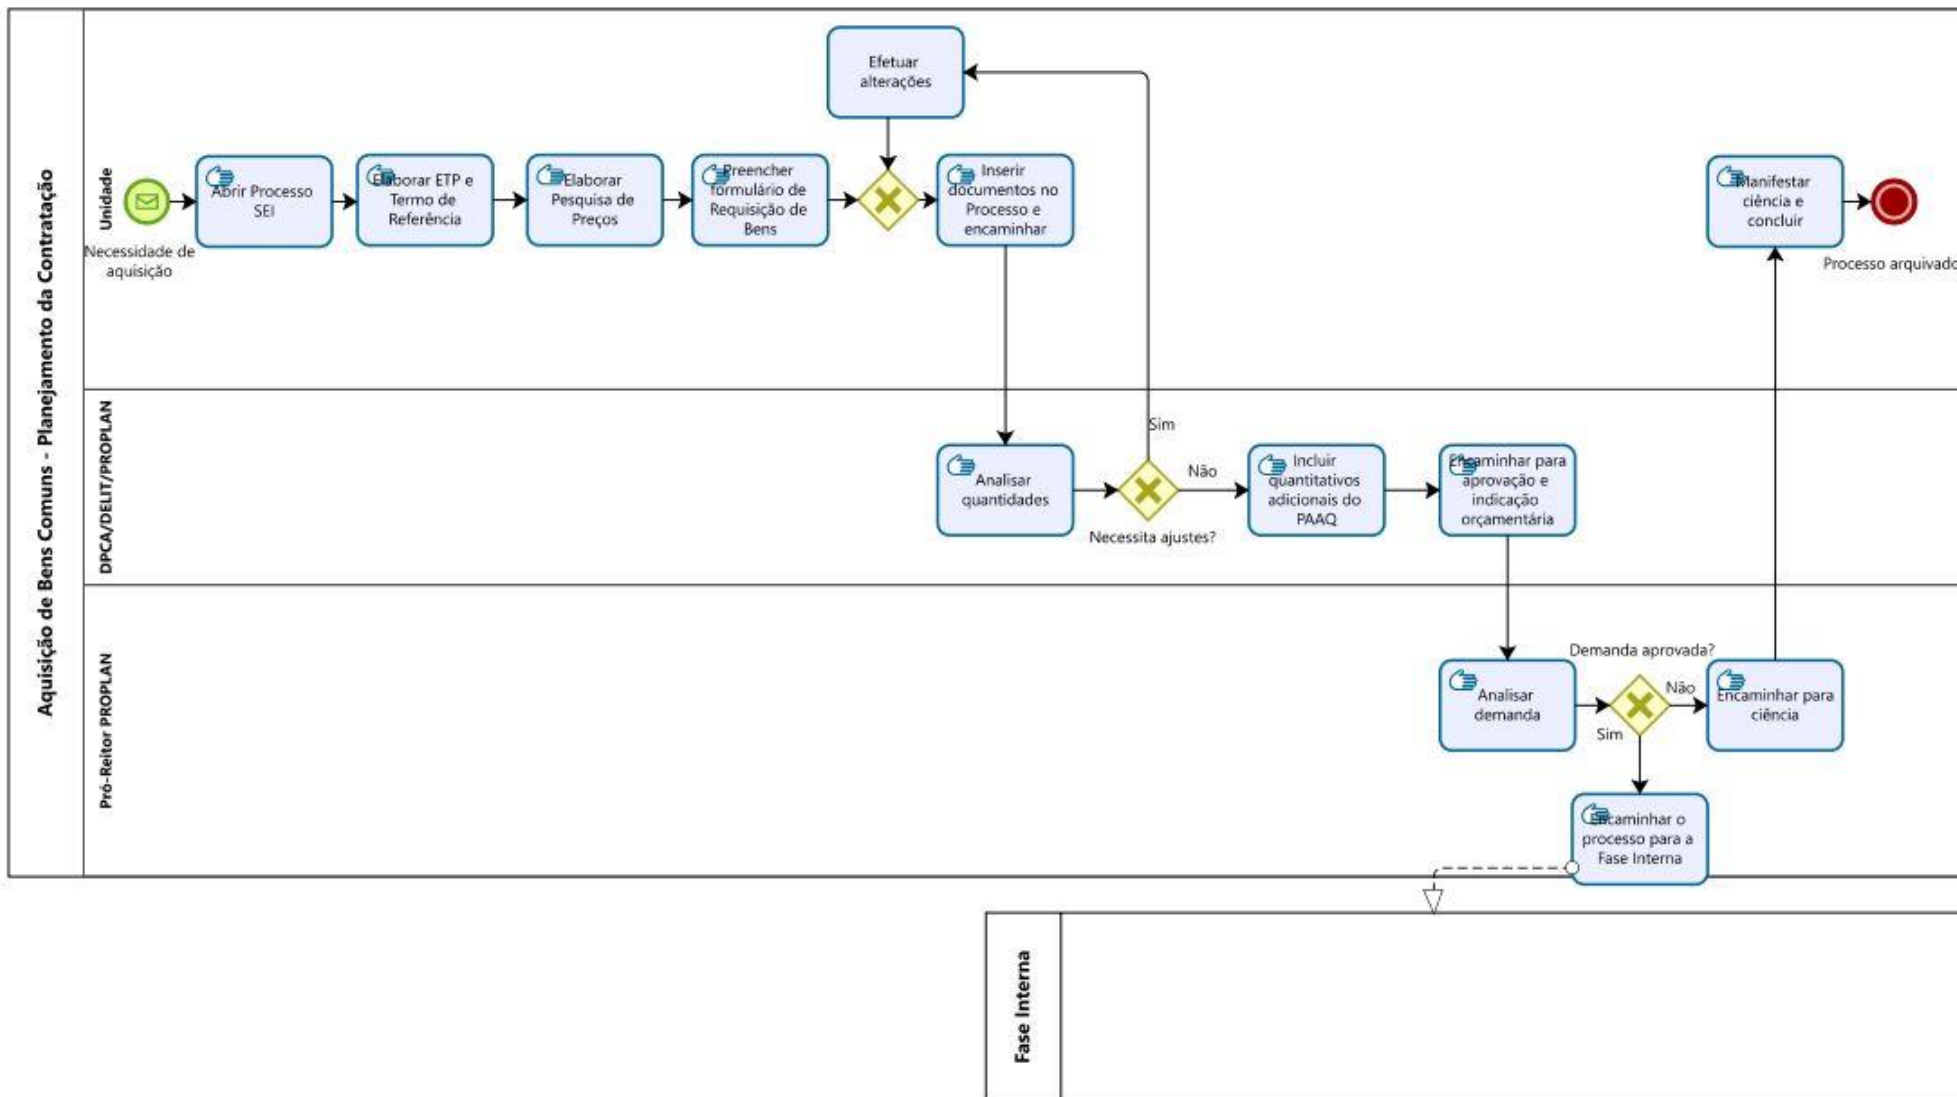 Aquisição de Bens Comuns - Planejamento da Contratação
Unidade
Necessidade de
aquisição
Abrir Processo
SEI
Elaborar ETP e
Termo de
Referência
Elaborar
Pesquisa de
Preços
Preencher
formulário de
Requisição de
Bens
Efetuar
alterações
Inserir
documentos no
Processo e
encaminhar
Manifestar
ciência e
concluir
Processo arquivado
DPCA/DELIT/PROPLAN
Analisar
quantidades
Sim
Não
Necessita ajustes?
Incluir
quantitativos
adicionais do
PAAQ
Encaminhar para
aprovação e
indicação
orçamentária
Pró-Reitor PROPLAN
Analisar
demanda
Demanda aprovada?
Não
Sim
Encaminhar para
ciência
Encaminhar o
processo para a
Fase Interna
Fase Interna